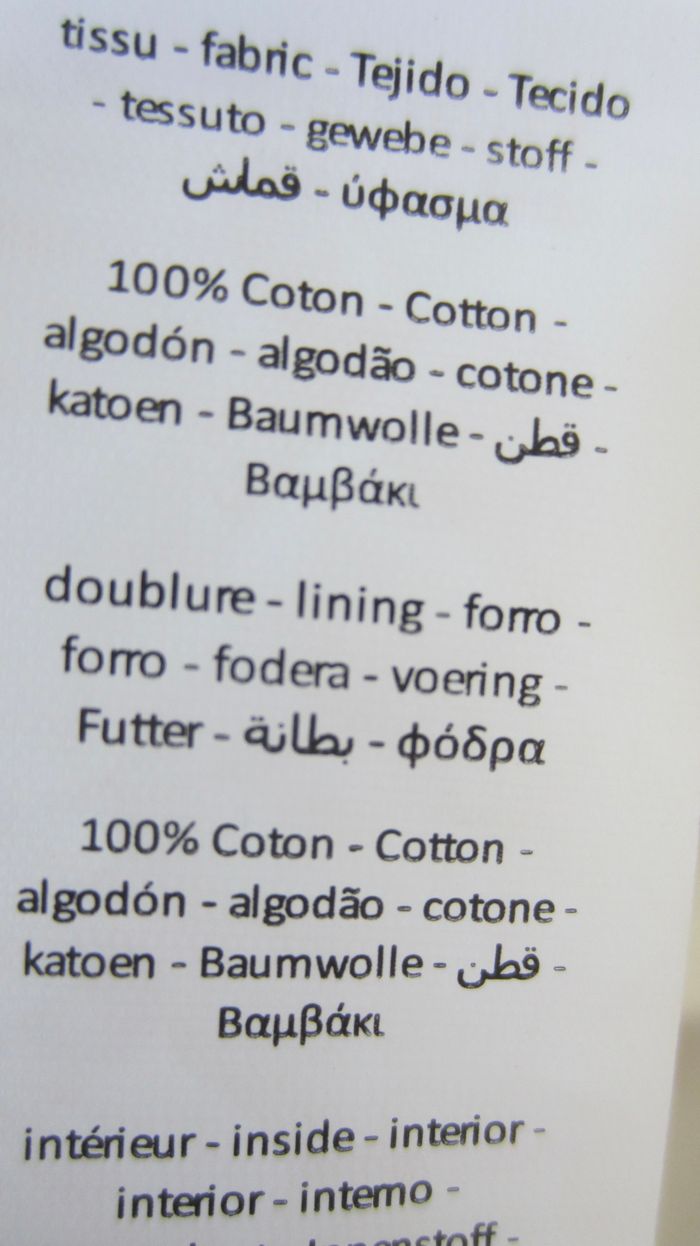 tissu - fabric - Tejido - Tecido
- tessuto - gewebe - stoff -
قماش - ύφασμα
100% Coton - Cotton -
algodón - algodão - cotone -
katoen - Baumwolle - قطن -
Βαμβάκι
doublure - lining - forro -
forro - fodera - voering -
Futter - بطانة - φόδρα
100% Coton - Cotton -
algodón - algodão - cotone -
katoen - Baumwolle - قطن -
Βαμβάκι
intérieur - inside - interior -
interior - interno -